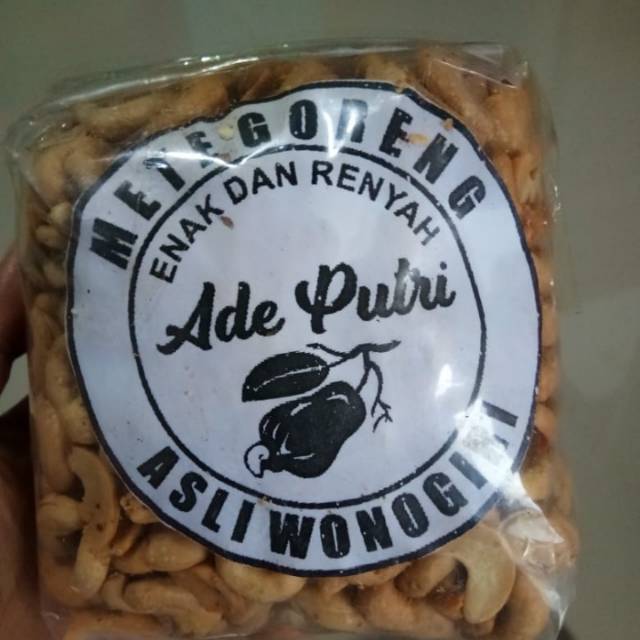 METE GORENG
ENAK DAN RENYAH
Ade Putri
ASLI WONOGIRI